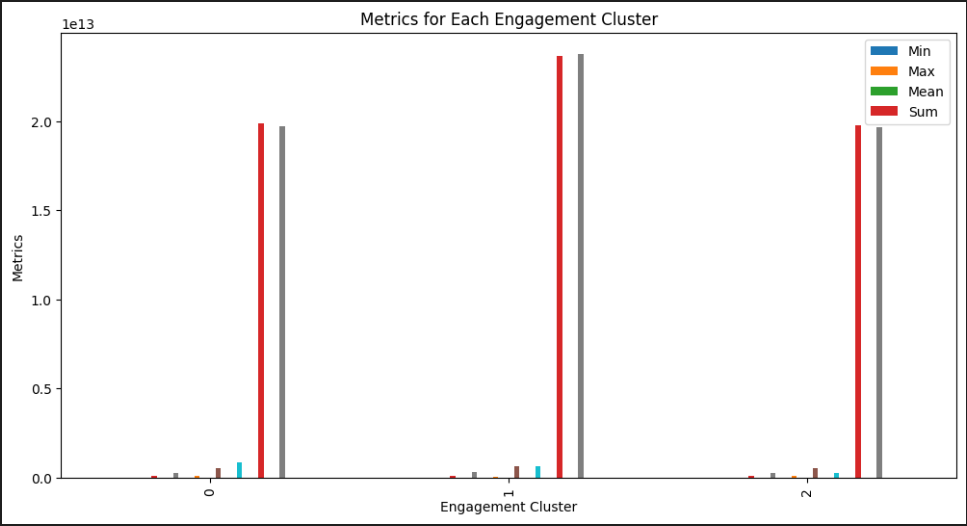 Metrics for Each Engagement Cluster
1e13
Min
Max
Mean
Sum
2.0
1.5
1.0
0.5
0.0
Metrics
0
1
2
Engagement Cluster